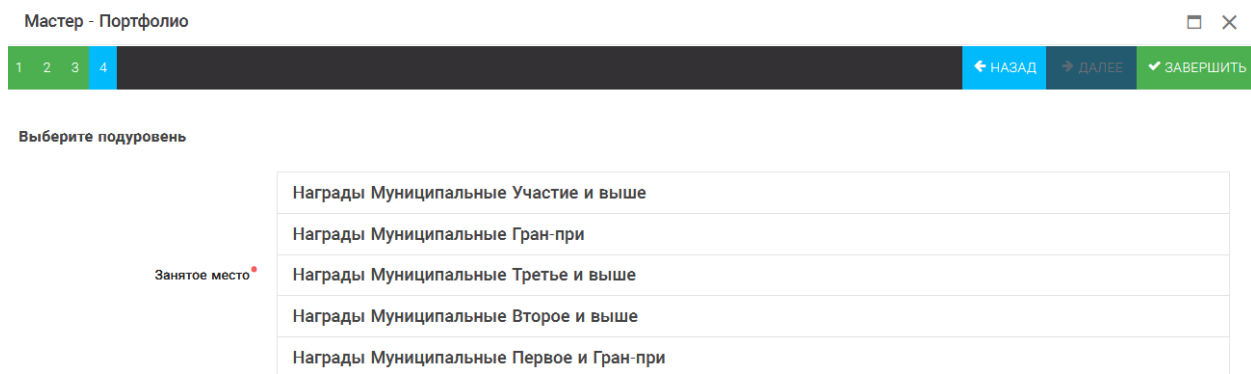 Мастер - Портфолио
1 2 3 4 НАЗАД ДАЛЕЕ ЗАВЕРШИТЬ
Выберите подуровень
Награды Муниципальные Участие и выше
Награды Муниципальные Гран-при
Занятое место
Награды Муниципальные Третье и выше
Награды Муниципальные Второе и выше
Награды Муниципальные Первое и Гран-при